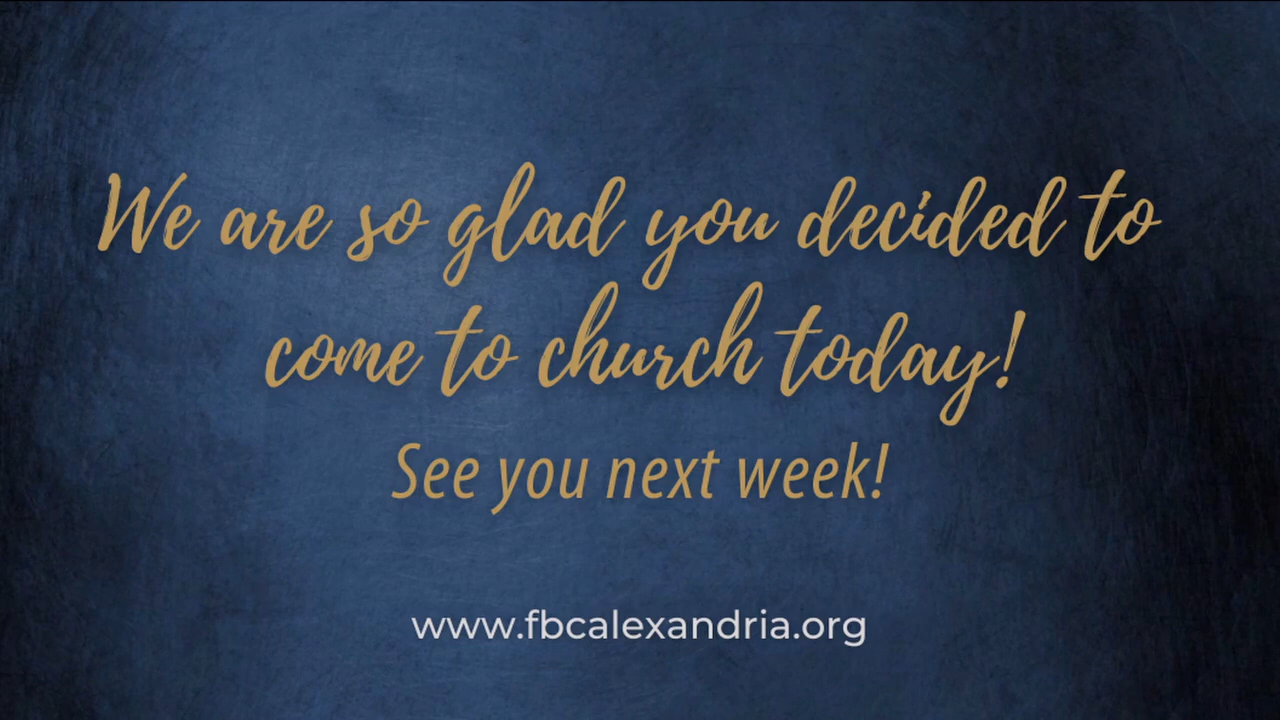 We are so glad you decided to
come to church today!
See you next week!
www.fbcalexandria.org